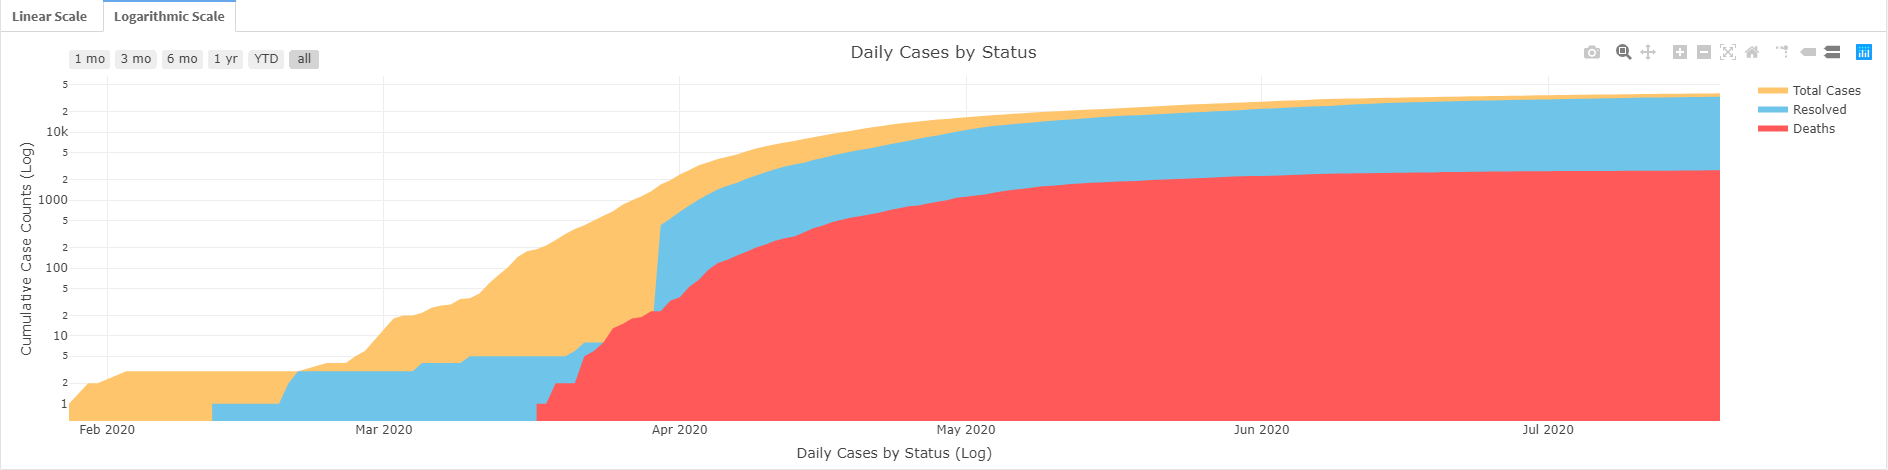 Linear Scale
Logarithmic Scale
1 mo 3 mo 6 mo 1 yr YTD all
Daily Cases by Status
Total Cases
Resolved
Deaths
Cumulative Case Counts (Log)
5
2
10k
5
2
1000
5
2
100
5
2
10
5
2
1
Feb 2020 Mar 2020 Apr 2020 May 2020 Jun 2020 Jul 2020
Daily Cases by Status (Log)